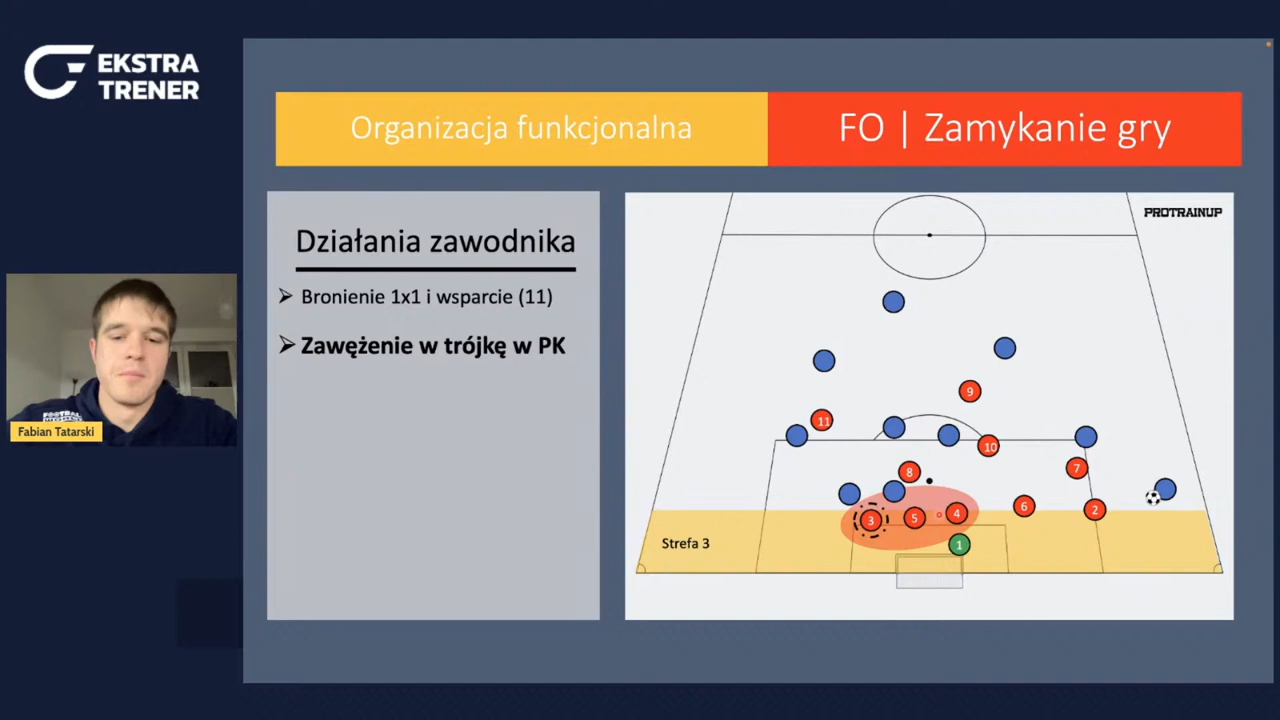 EKSTRA
TRENER
Organizacja funkcjonalna
FO | Zamykanie gry
Działania zawodnika
➢ Bronienie 1x1 i wsparcie (11)
➢ Zawężenie w trójkę w PK
PROTRAINUP
9
11
10
8
7
6
2
3
5
4
1
Strefa 3
Fabian Tatarski